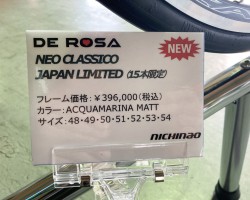 DE ROSA
NEW
NEO CLASSICO
JAPAN LIMITED (15本限定)
フレーム価格：￥396,000(税込)
カラー：ACQUAMARINA MATT
サイズ：48・49・50・51・52・53・54
nichinao